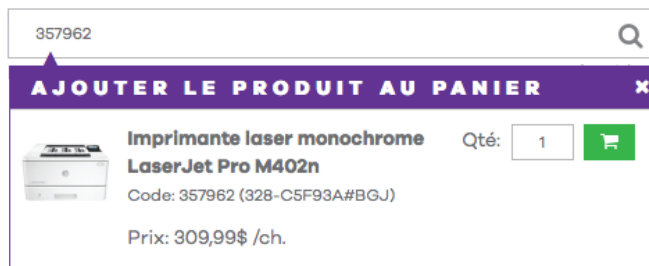 357962
AJOUTER LE PRODUIT AU PANIER
Imprimante laser monochrome
LaserJet Pro M402n
Qté: 1
Code: 357962 (328-C5F93A#BGJ)
Prix: 309,99$ /ch.